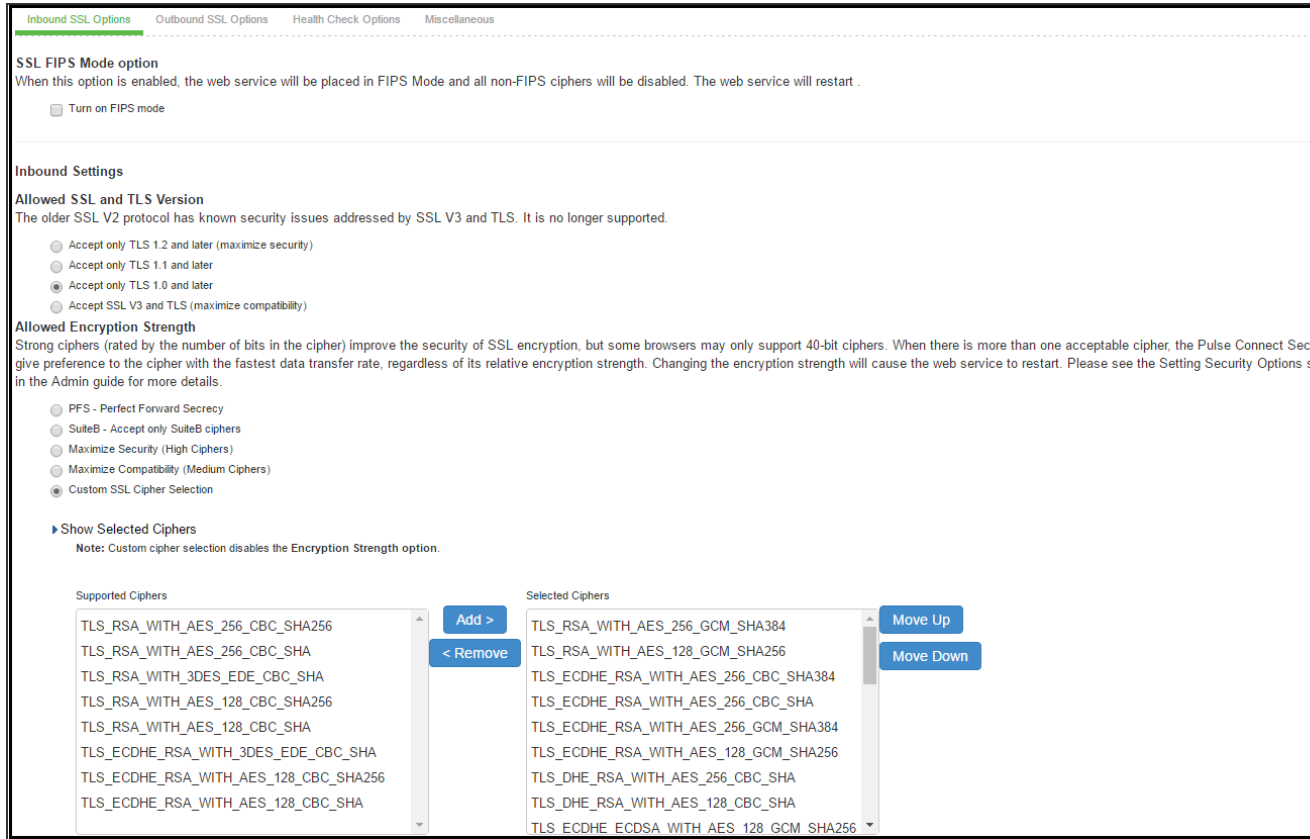 Inbound SSL Options Outbound SSL Options Health Check Options Miscellaneous
SSL FIPS Mode option
When this option is enabled, the web service will be placed in FIPS Mode and all non-FIPS ciphers will be disabled. The web service will restart .
Turn on FIPS mode
Inbound Settings
Allowed SSL and TLS Version
The older SSL V2 protocol has known security issues addressed by SSL V3 and TLS. It is no longer supported.
Accept only TLS 1.2 and later (maximize security)
Accept only TLS 1.1 and later
Accept only TLS 1.0 and later
Accept SSL V3 and TLS (maximize compatibility)
Allowed Encryption Strength
Strong ciphers (rated by the number of bits in the cipher) improve the security of SSL encryption, but some browsers may only support 40-bit ciphers. When there is more than one acceptable cipher, the Pulse Connect Sec
give preference to the cipher with the fastest data transfer rate, regardless of its relative encryption strength. Changing the encryption strength will cause the web service to restart. Please see the Setting Security Options s
in the Admin guide for more details.
PFS - Perfect Forward Secrecy
SuiteB - Accept only SuiteB ciphers
Maximize Security (High Ciphers)
Maximize Compatibility (Medium Ciphers)
Custom SSL Cipher Selection
Show Selected Ciphers
Note: Custom cipher selection disables the Encryption Strength option.
Supported Ciphers
TLS_RSA_WITH_AES_256_CBC_SHA256
TLS_RSA_WITH_AES_256_CBC_SHA
TLS_RSA_WITH_3DES_EDE_CBC_SHA
TLS_RSA_WITH_AES_128_CBC_SHA256
TLS_RSA_WITH_AES_128_CBC_SHA
TLS_ECDHE_RSA_WITH_3DES_EDE_CBC_SHA
TLS_ECDHE_RSA_WITH_AES_128_CBC_SHA256
TLS_ECDHE_RSA_WITH_AES_128_CBC_SHA
Add >
< Remove
Selected Ciphers
TLS_RSA_WITH_AES_256_GCM_SHA384
TLS_RSA_WITH_AES_128_GCM_SHA256
TLS_ECDHE_RSA_WITH_AES_256_CBC_SHA384
TLS_ECDHE_RSA_WITH_AES_256_CBC_SHA
TLS_ECDHE_RSA_WITH_AES_256_GCM_SHA384
TLS_ECDHE_RSA_WITH_AES_128_GCM_SHA256
TLS_DHE_RSA_WITH_AES_256_CBC_SHA
TLS_DHE_RSA_WITH_AES_128_CBC_SHA
TLS_ECDHE_ECDSA_WITH_AES_128_GCM_SHA256
Move Up
Move Down